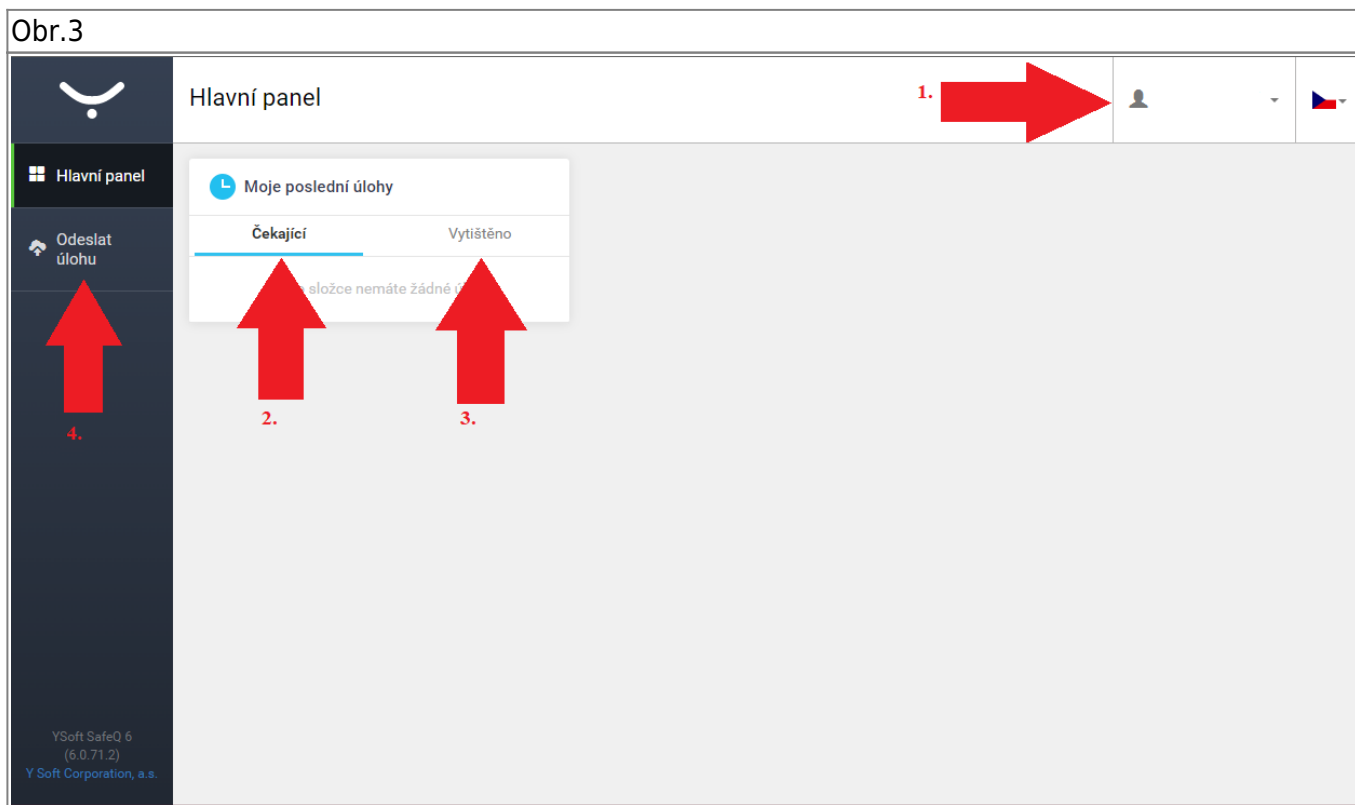 Obr.3
Hlavní panel
1.
Hlavní panel
Moje poslední úlohy
Odeslat
úlohu
Čekající
Vytištěno
složce nemáte žádné
2.
3.
4.
YSoft SafeQ 6
(6.0.71.2)
Y Soft Corporation, a.s.